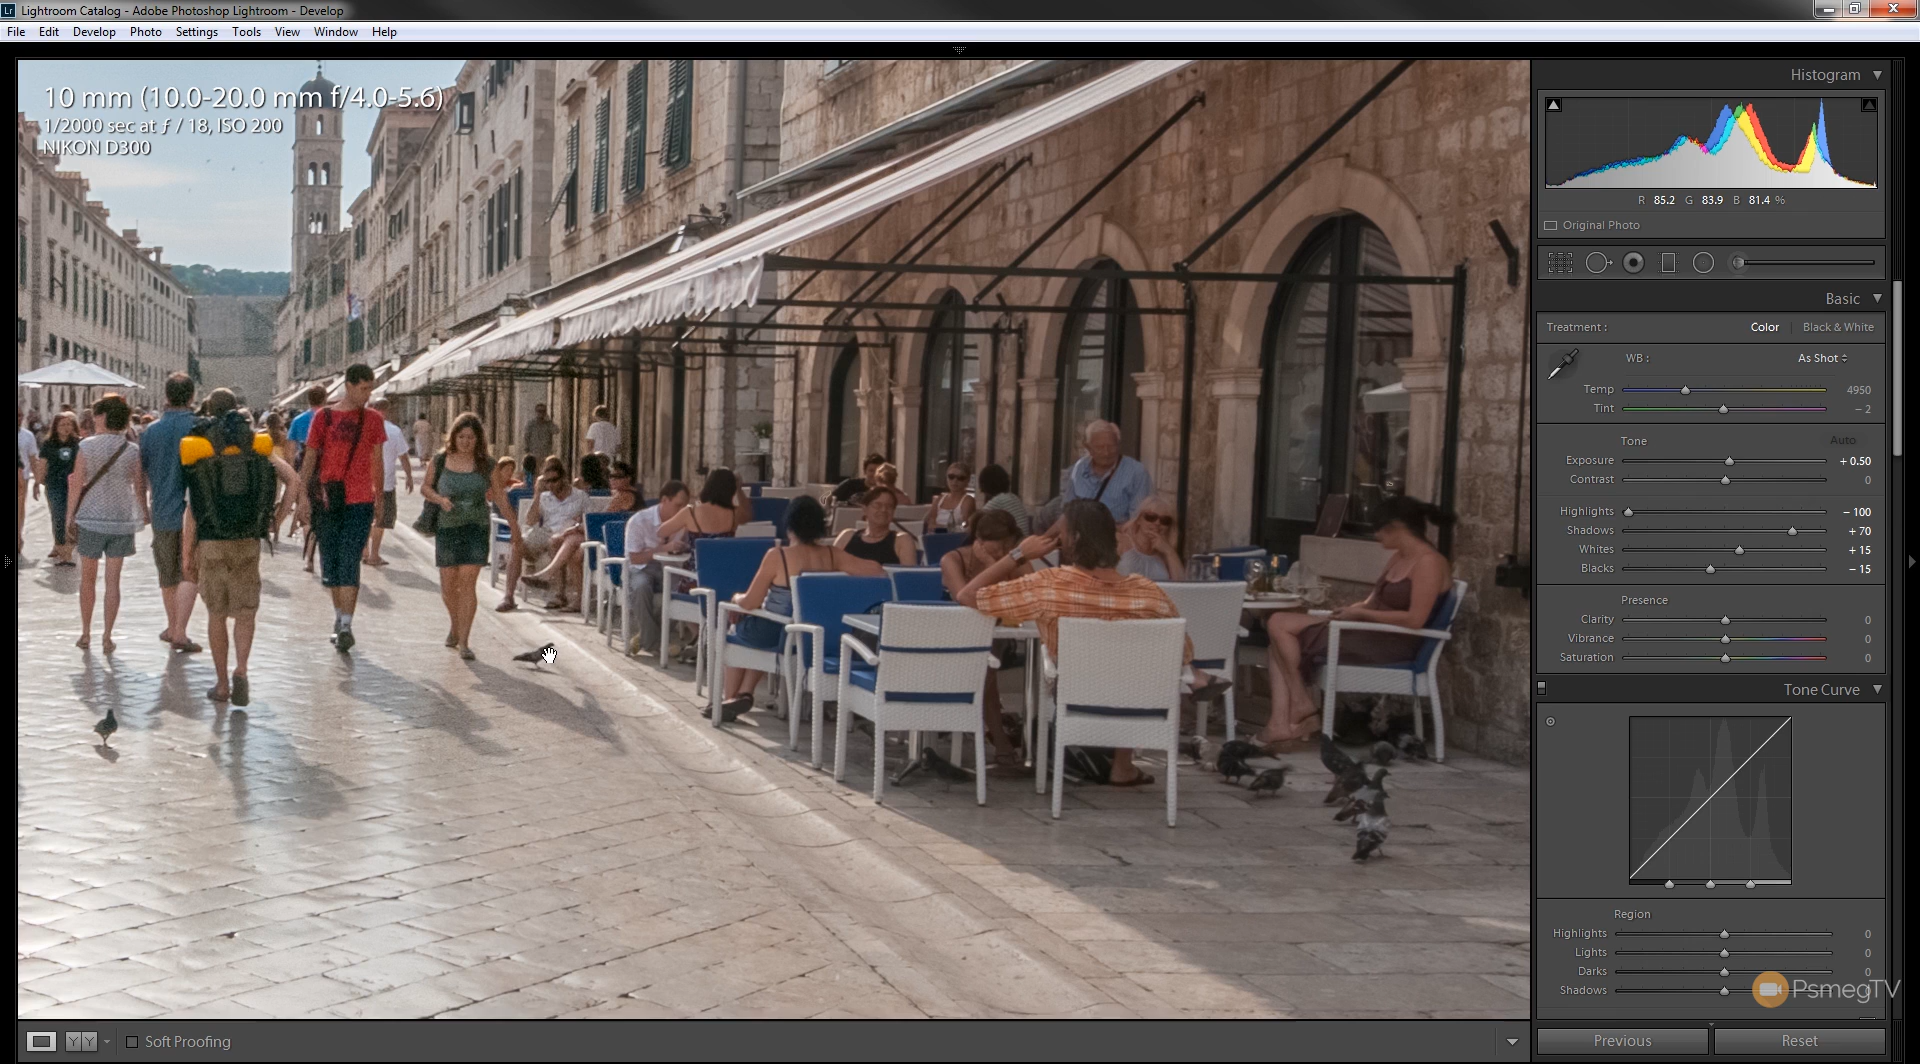 Lr Lightroom Catalog - Adobe Photoshop Lightroom - Develop
File Edit Develop Photo Settings Tools View Window Help
10 mm (10.0-20.0 mm f/4.0-5.6)
1/2000 sec at ƒ / 18, ISO 200
NIKON D300
Histogram
R 85.2 G 83.9 B 81.4 %
Original Photo
Basic
Treatment : Color Black & White
WB : As Shot
Temp 4950
Tint – 2
Tone Auto
Exposure + 0.50
Contrast 0
Highlights – 100
Shadows + 70
Whites + 15
Blacks – 15
Presence
Clarity 0
Vibrance 0
Saturation 0
Tone Curve
Region
Highlights 0
Lights 0
Darks 0
Shadows 0
PsmegTV
YY Soft Proofing
Previous Reset